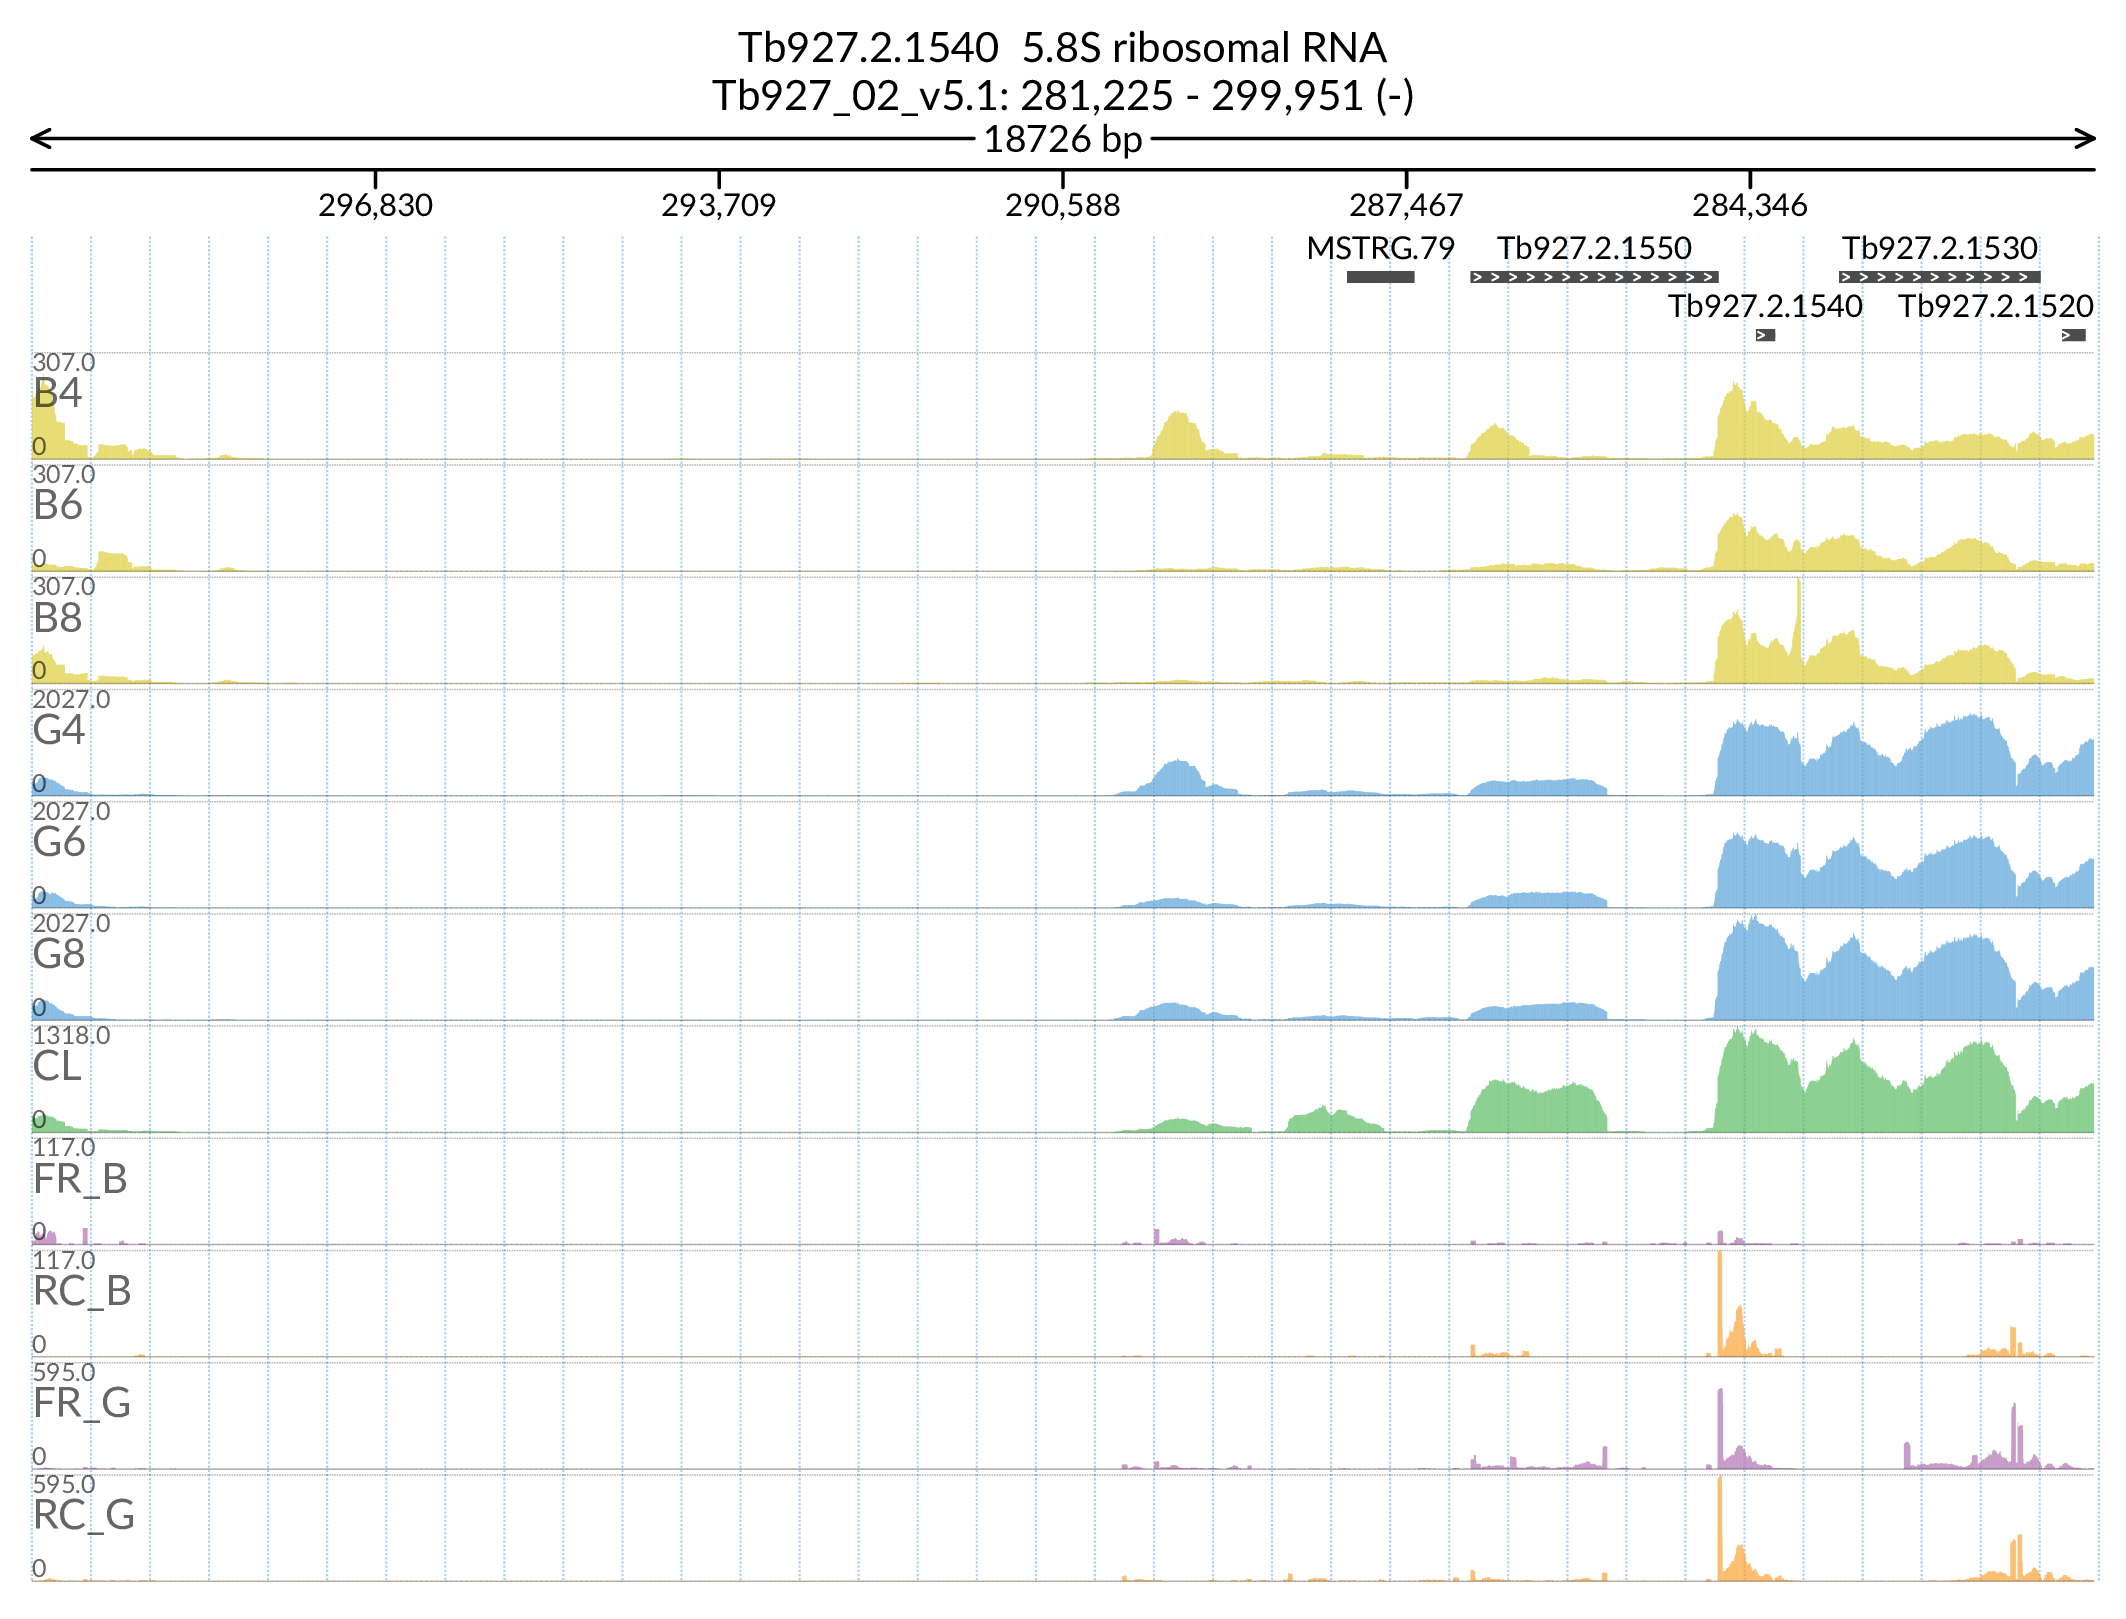 Tb927.2.1540  5.8S ribosomal RNA
Tb927_02_v5.1: 281,225 - 299,951 (-)
18726 bp
296,830 293,709 290,588 287,467 284,346
MSTRG.79 Tb927.2.1550 Tb927.2.1530
Tb927.2.1540 Tb927.2.1520
307.0
B4
0
307.0
B6
0
307.0
B8
0
2027.0
G4
0
2027.0
G6
0
2027.0
G8
0
1318.0
CL
0
117.0
FR_B
0
117.0
RC_B
0
595.0
FR_G
0
595.0
RC_G
0